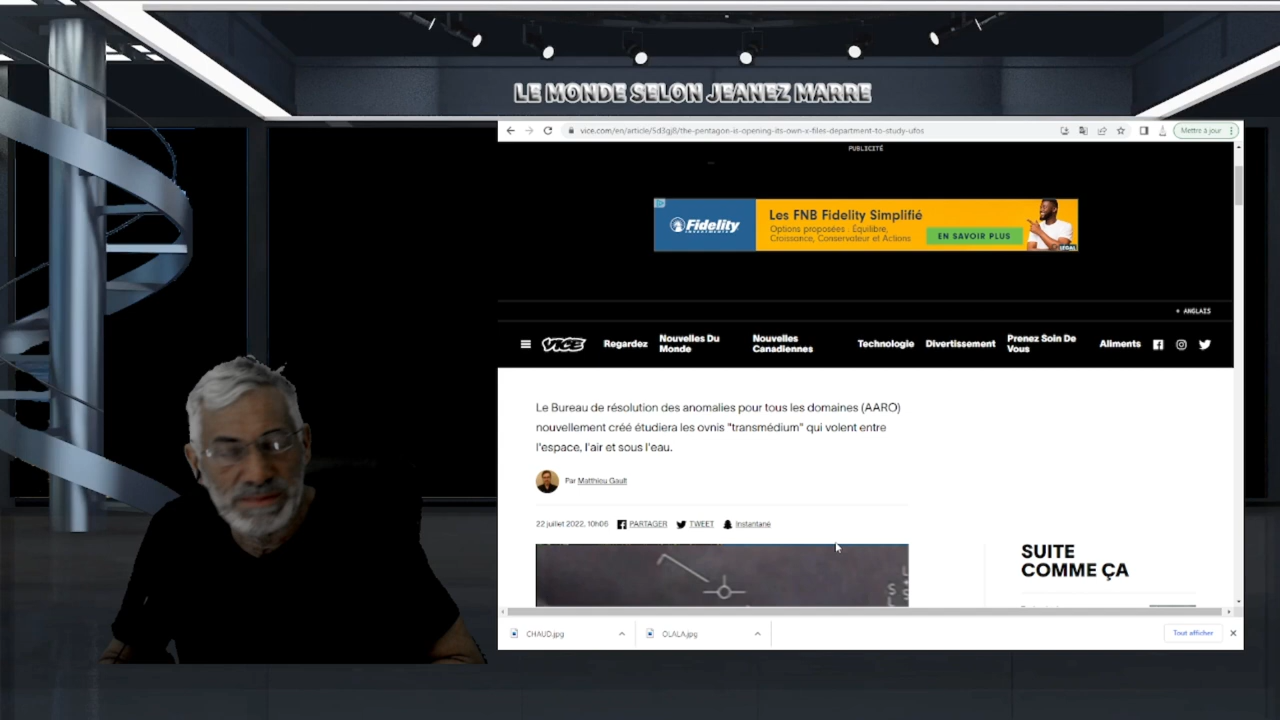 LE MONDE SELON JEANEZ MARRE
vice.com/en/article/5d3gj8/the-pentagon-is-opening-its-own-x-files-department-to-study-ufos
Mettre à jour
PUBLICITÉ
Fidelity
INVESTMENTS
Les FNB Fidelity Simplifié
Options proposées : Équilibre,
Croissance, Conservateur et Actions
EN SAVOIR PLUS
LEGAL
+ ANGLAIS
VICE
Regardez
Nouvelles Du
Monde
Nouvelles
Canadiennes
Technologie
Divertissement
Prenez Soin De
Vous
Aliments
Le Bureau de résolution des anomalies pour tous les domaines (AARO)
nouvellement créé étudiera les ovnis "transmédium" qui volent entre
l'espace, l'air et sous l'eau.
Par Matthieu Gault
22 juillet 2022, 10h06
PARTAGER
TWEET
Instantané
SUITE
COMME ÇA
CHAUD.jpg
OLALA.jpg
Tout afficher